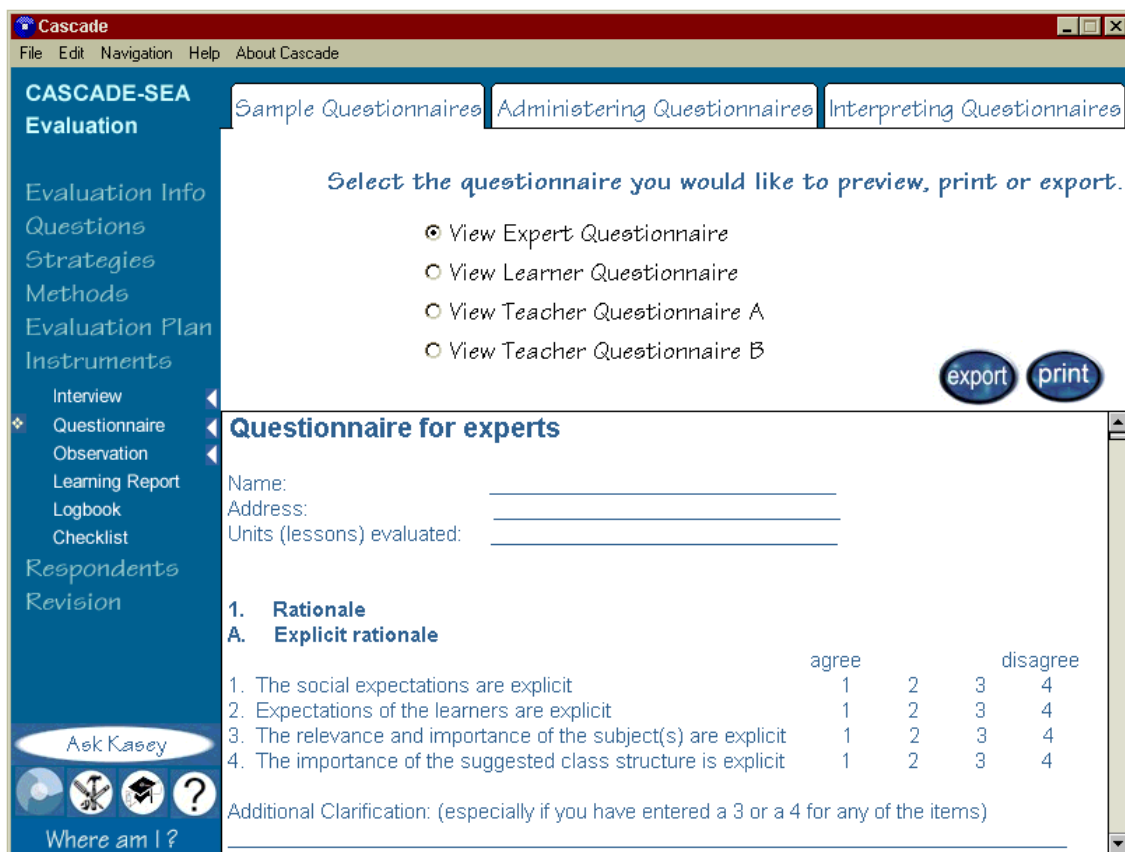 Cascade
File Edit Navigation Help About Cascade
CASCADE-SEA
Evaluation
Evaluation Info
Questions
Strategies
Methods
Evaluation Plan
Instruments
Interview
Questionnaire
Observation
Learning Report
Logbook
Checklist
Respondents
Revision
Ask Kasey
?
Where am I ?
Sample Questionnaires Administering Questionnaires Interpreting Questionnaires
Select the questionnaire you would like to preview, print or export.
View Expert Questionnaire
View Learner Questionnaire
View Teacher Questionnaire A
View Teacher Questionnaire B
export print
Questionnaire for experts
Name: ____________________
Address: ____________________
Units (lessons) evaluated: ____________________
1. Rationale
A. Explicit rationale
agree disagree
1. The social expectations are explicit 1 2 3 4
2. Expectations of the learners are explicit 1 2 3 4
3. The relevance and importance of the subject(s) are explicit 1 2 3 4
4. The importance of the suggested class structure is explicit 1 2 3 4
Additional Clarification: (especially if you have entered a 3 or a 4 for any of the items)